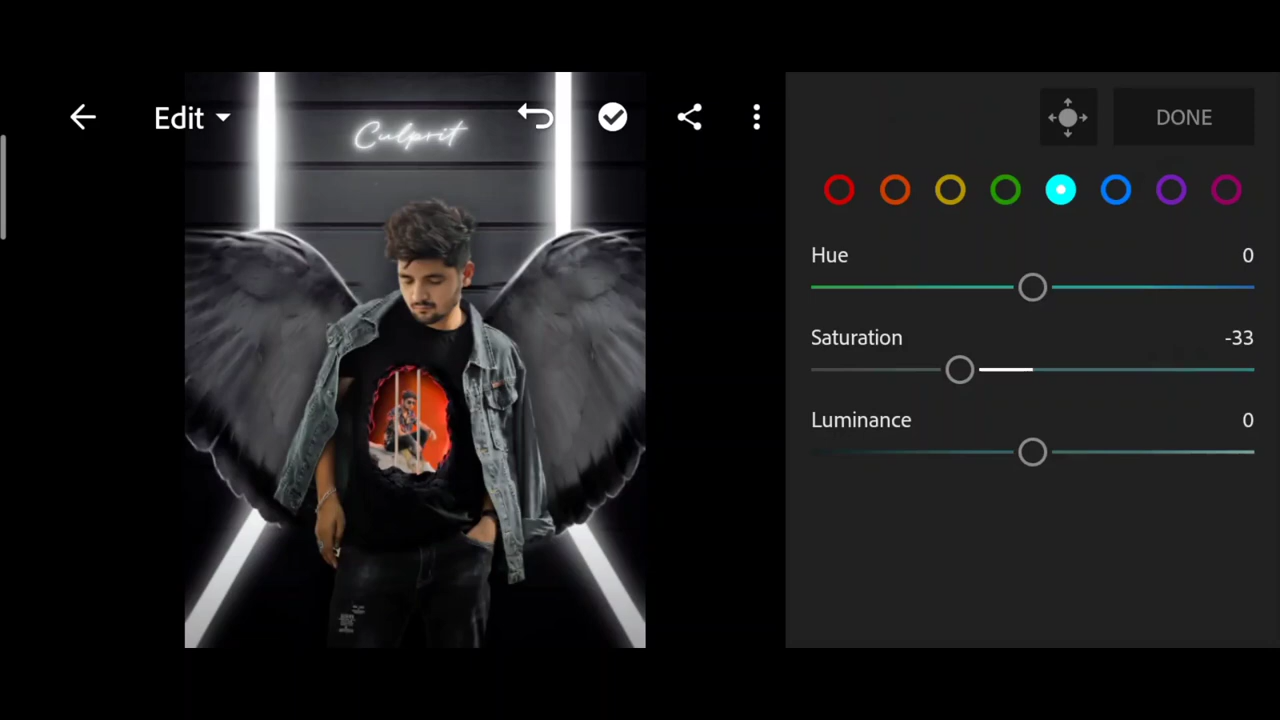 Edit
DONE
Culprit
Hue 0
Saturation -33
Luminance 0